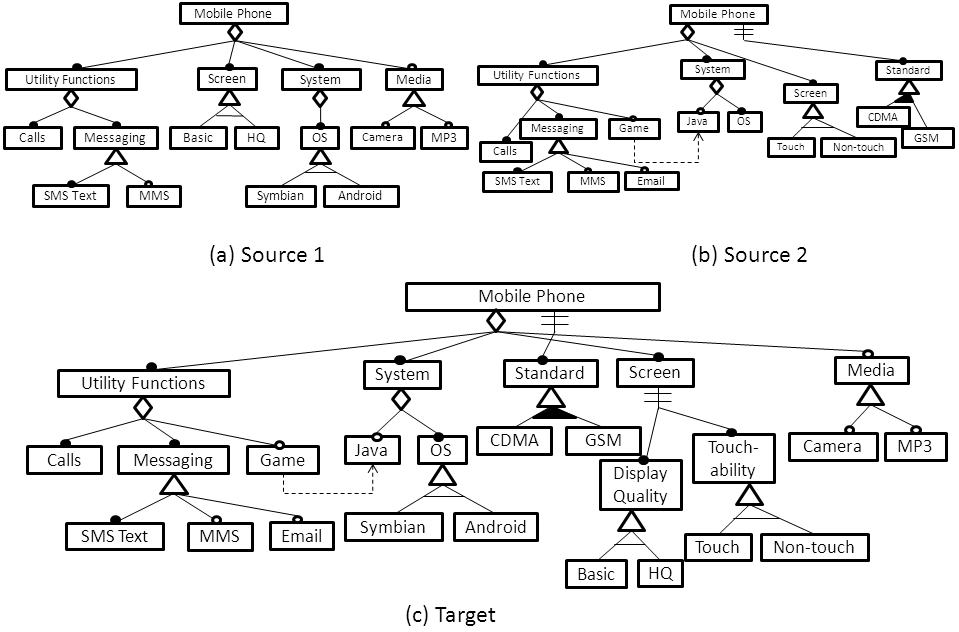 Mobile Phone
Utility Functions
Screen
System
Media
Calls
Messaging
Basic
HQ
OS
Camera
MP3
SMS Text
MMS
Symbian
Android
(a) Source 1
Mobile Phone
Utility Functions
System
Screen
Standard
Messaging
Game
Java
OS
CDMA
GSM
Calls
Touch
Non-touch
SMS Text
MMS
Email
(b) Source 2
Mobile Phone
Utility Functions
System
Standard
Screen
Media
Calls
Messaging
Game
Java
OS
CDMA
GSM
Display
Quality
Touch-
ability
Camera
MP3
SMS Text
MMS
Email
Symbian
Android
Basic
HQ
Touch
Non-touch
(c) Target